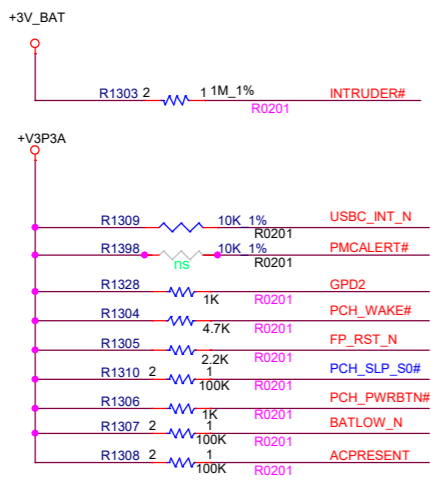 +3V_BAT
R1303 2 1 1M_1% INTRUDER#
R0201
+V3P3A
R1309 10K_1% USBC_INT_N
R0201
R1398 10K_1% PMCALERT#
ns R0201
R1328 GPD2
1K R0201
R1304 PCH_WAKE#
4.7K R0201
R1305 FP_RST_N
2.2K R0201
R1310 2 1 PCH_SLP_S0#
100K R0201
R1306 PCH_PWRBTN#
1K R0201
R1307 2 1 BATLOW_N
100K R0201
R1308 2 1 ACPRESENT
100K R0201